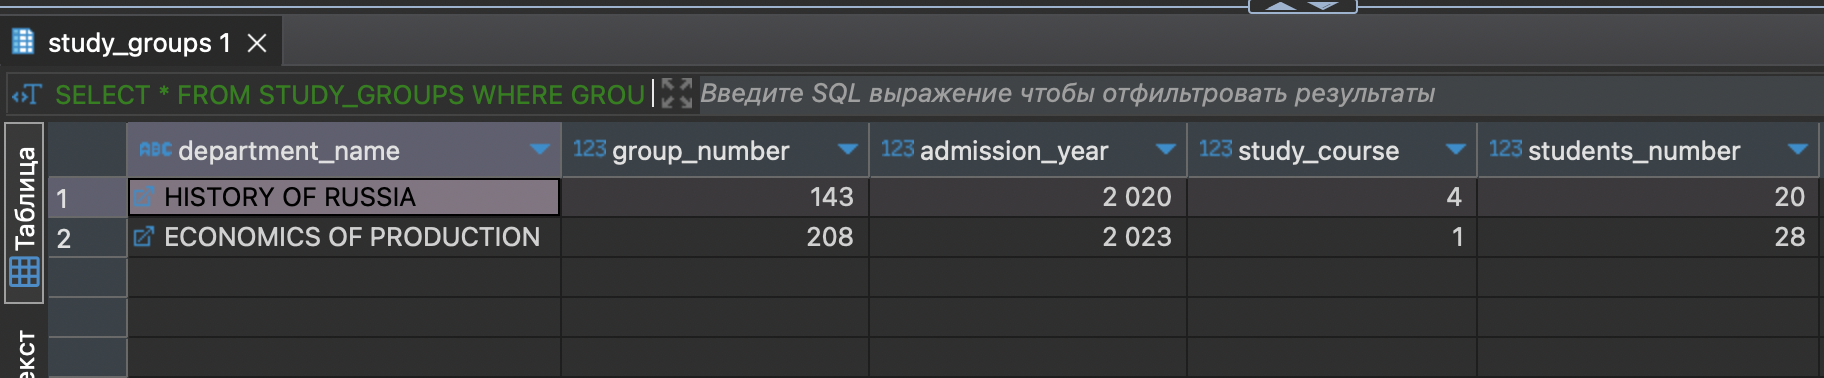 study_groups 1
SELECT * FROM STUDY_GROUPS WHERE GROU Введите SQL выражение чтобы отфильтровать результаты
Таблица
ABC department_name 123 group_number 123 admission_year 123 study_course 123 students_number
1 HISTORY OF RUSSIA 143 2 020 4 20
2 ECONOMICS OF PRODUCTION 208 2 023 1 28